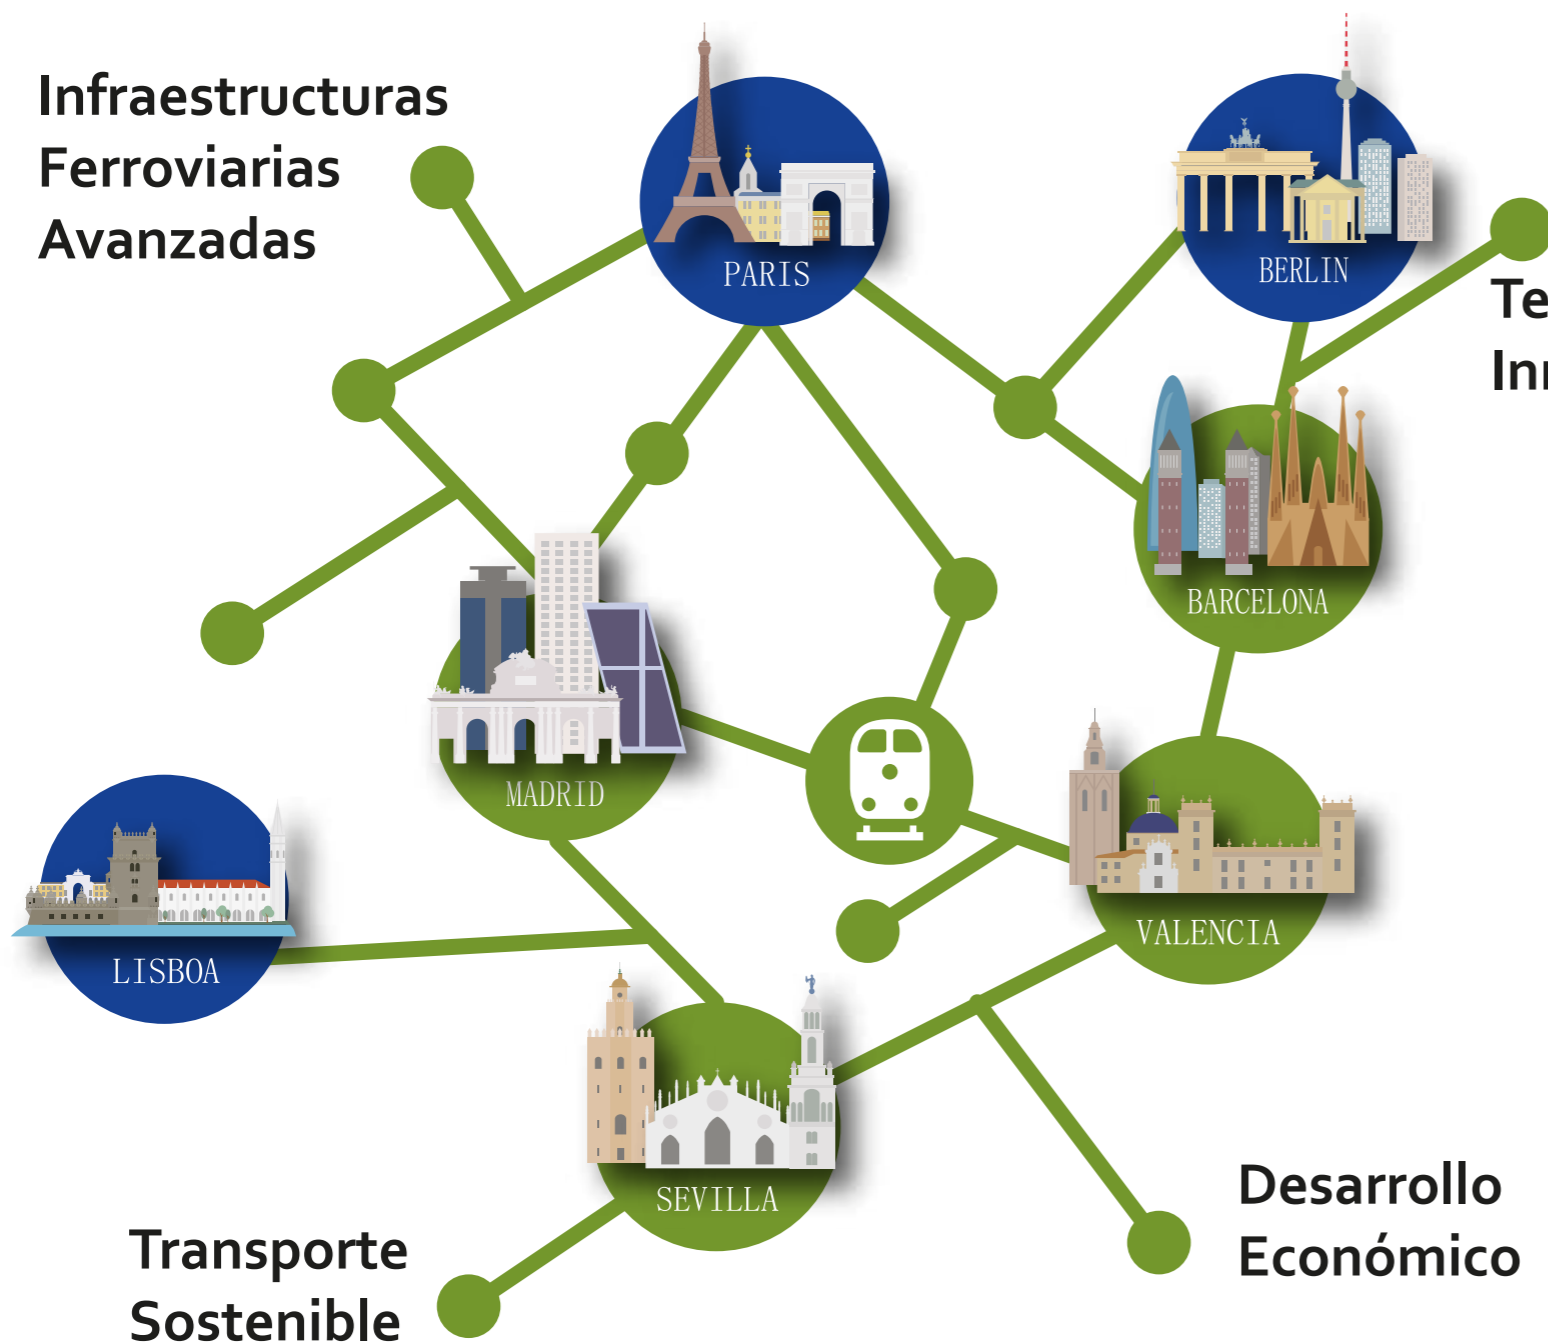 Infraestructuras
Ferroviarias
Avanzadas
PARIS
BERLIN
BARCELONA
MADRID
LISBOA
VALENCIA
SEVILLA
Desarrollo
Económico
Transporte
Sostenible